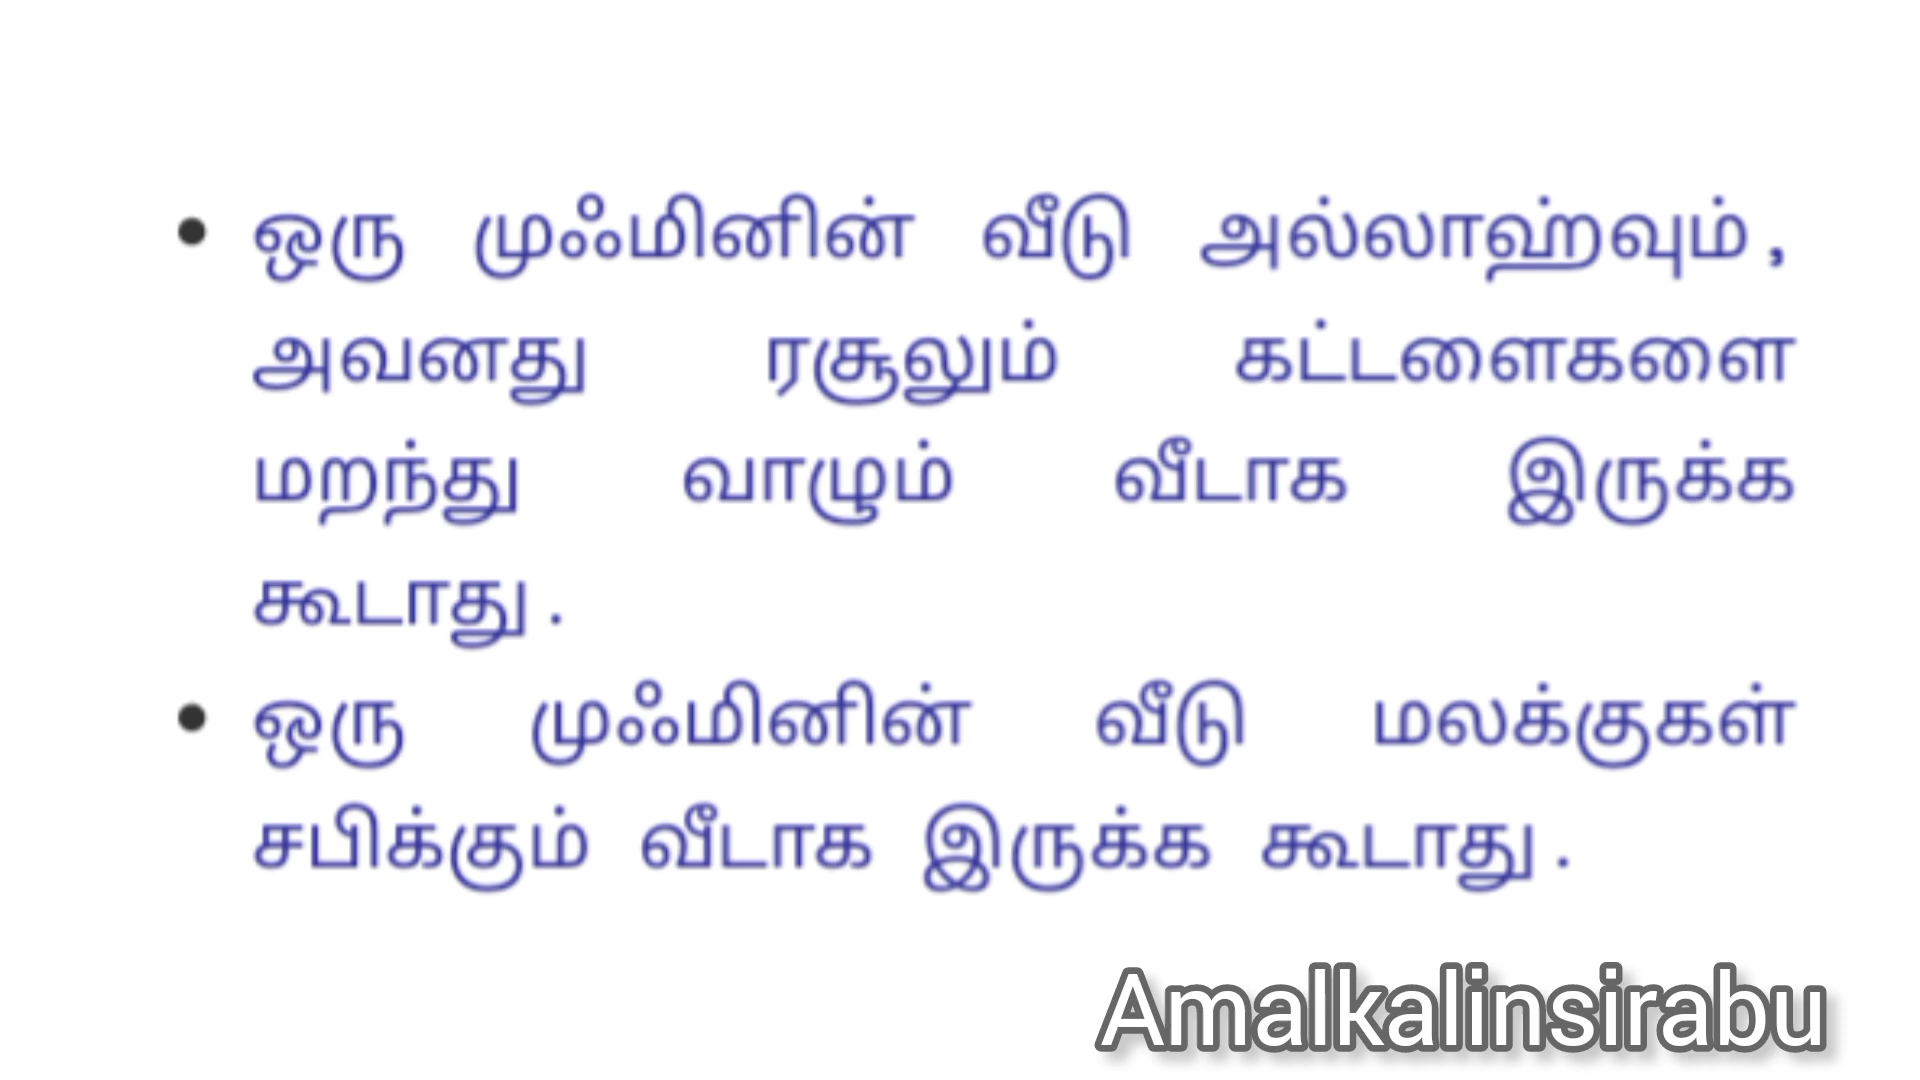 • ஒரு முஃமினின் வீடு அல்லாஹ்வும்,
அவனது ரசூலும் கட்டளைகளை
மறந்து வாழும் வீடாக இருக்க
கூடாது.
• ஒரு முஃமினின் வீடு மலக்குகள்
சபிக்கும் வீடாக இருக்க கூடாது.
Amalkalinsirabu